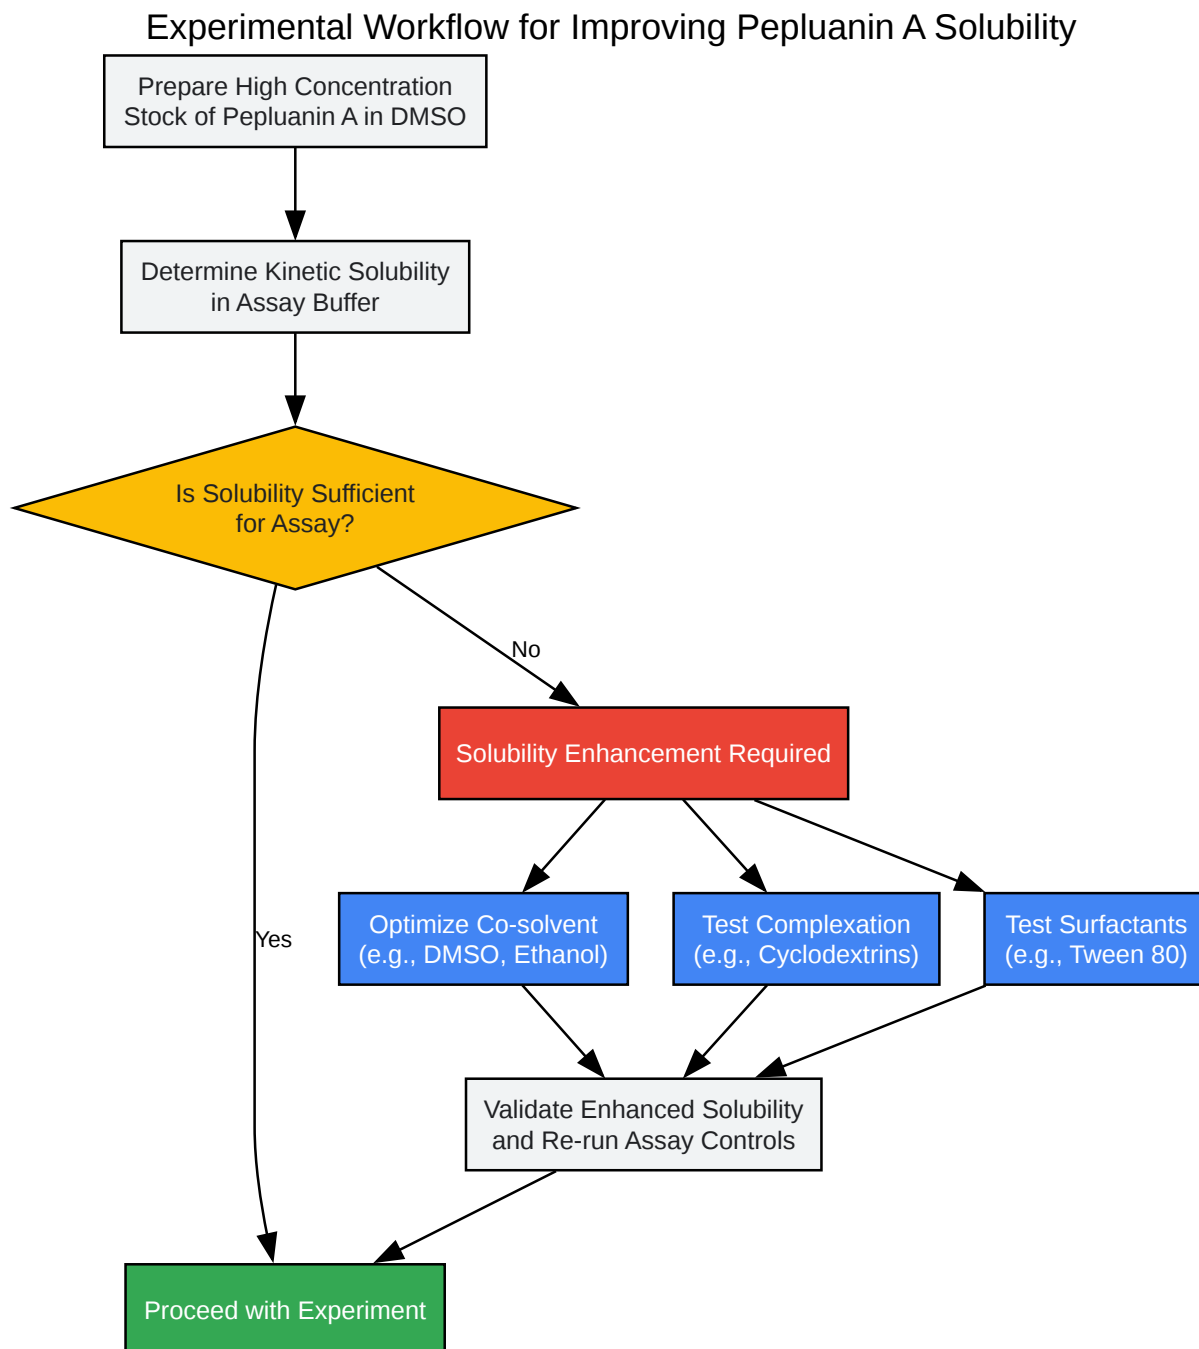 Experimental Workflow for Improving Pepluanin A Solubility
Prepare High Concentration
Stock of Pepluanin A in DMSO
Determine Kinetic Solubility
in Assay Buffer
Is Solubility Sufficient
for Assay?
No
Solubility Enhancement Required
Optimize Co-solvent
(e.g., DMSO, Ethanol)
Test Complexation
(e.g., Cyclodextrins)
Test Surfactants
(e.g., Tween 80)
Yes
Validate Enhanced Solubility
and Re-run Assay Controls
Proceed with Experiment